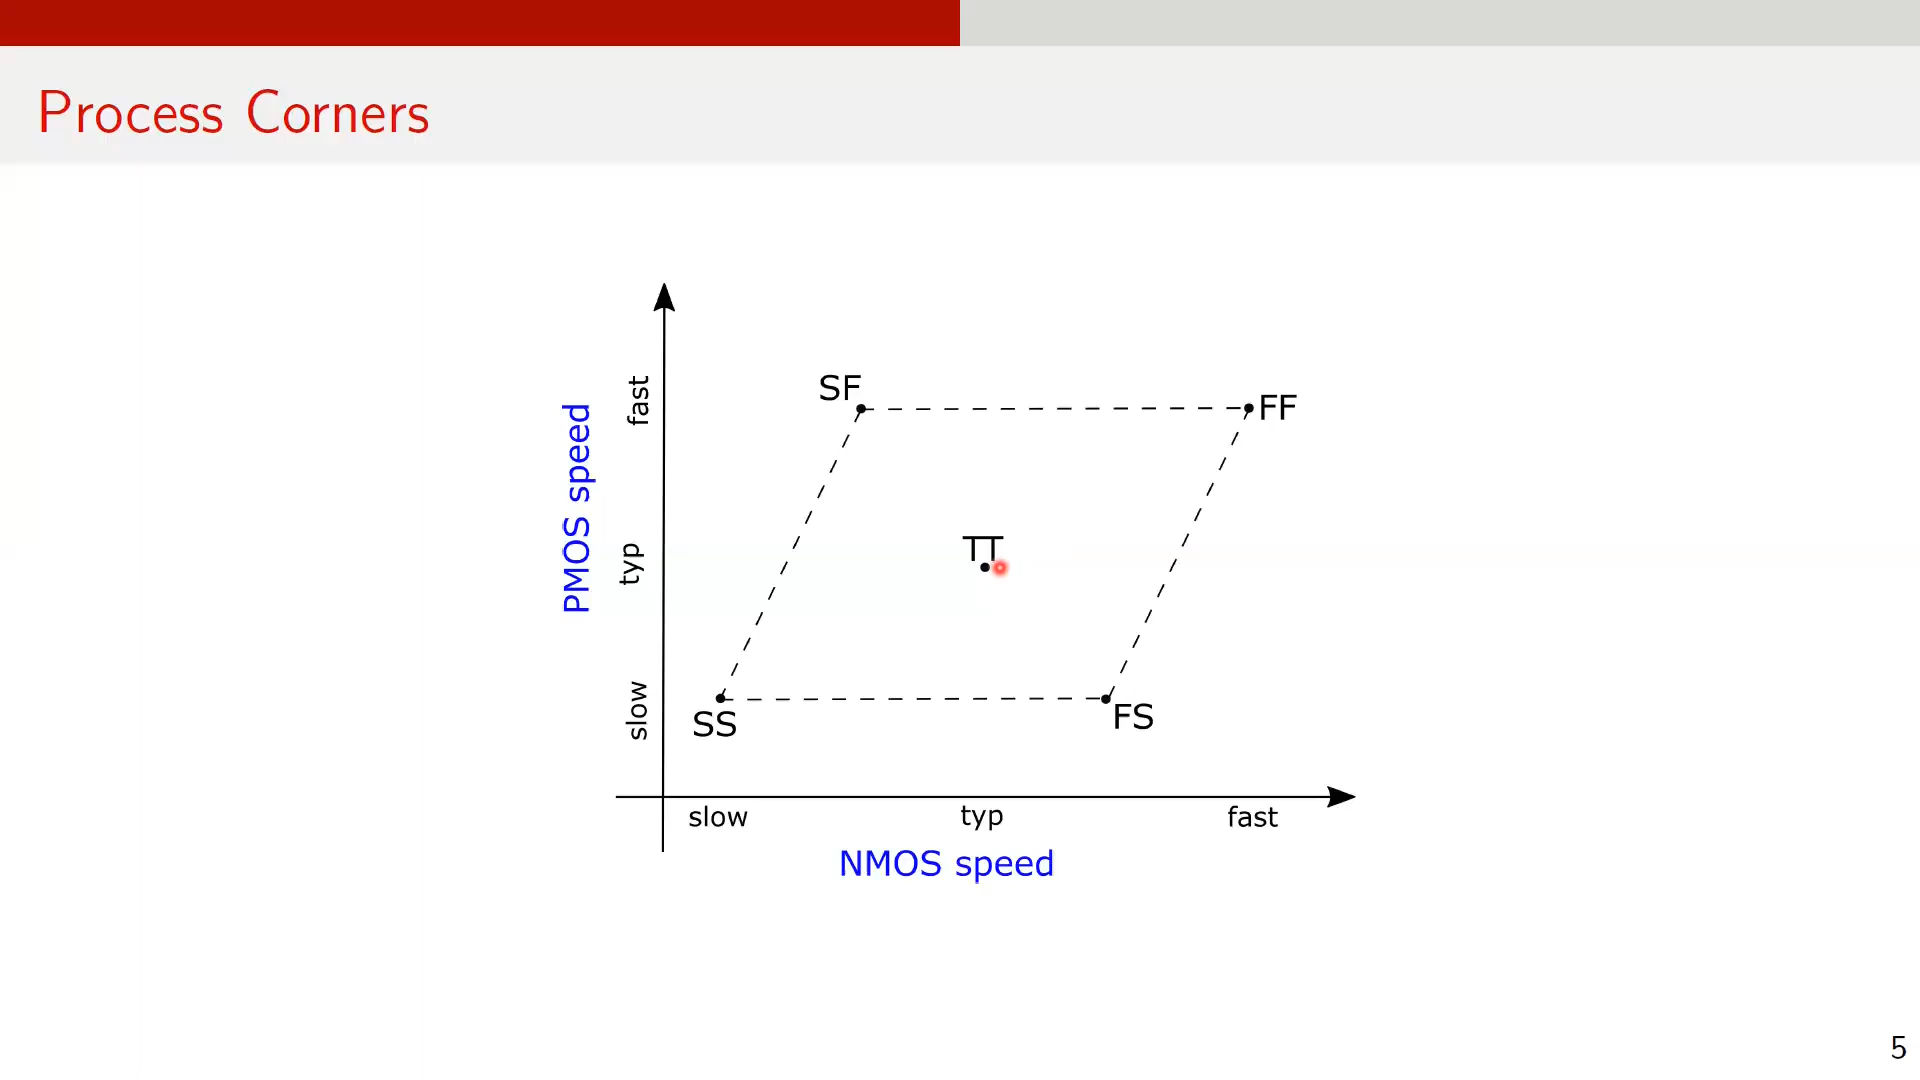 Process Corners
SF
FF
fast
PMOS speed
TT
typ
slow
SS
FS
slow
typ
fast
NMOS speed
5